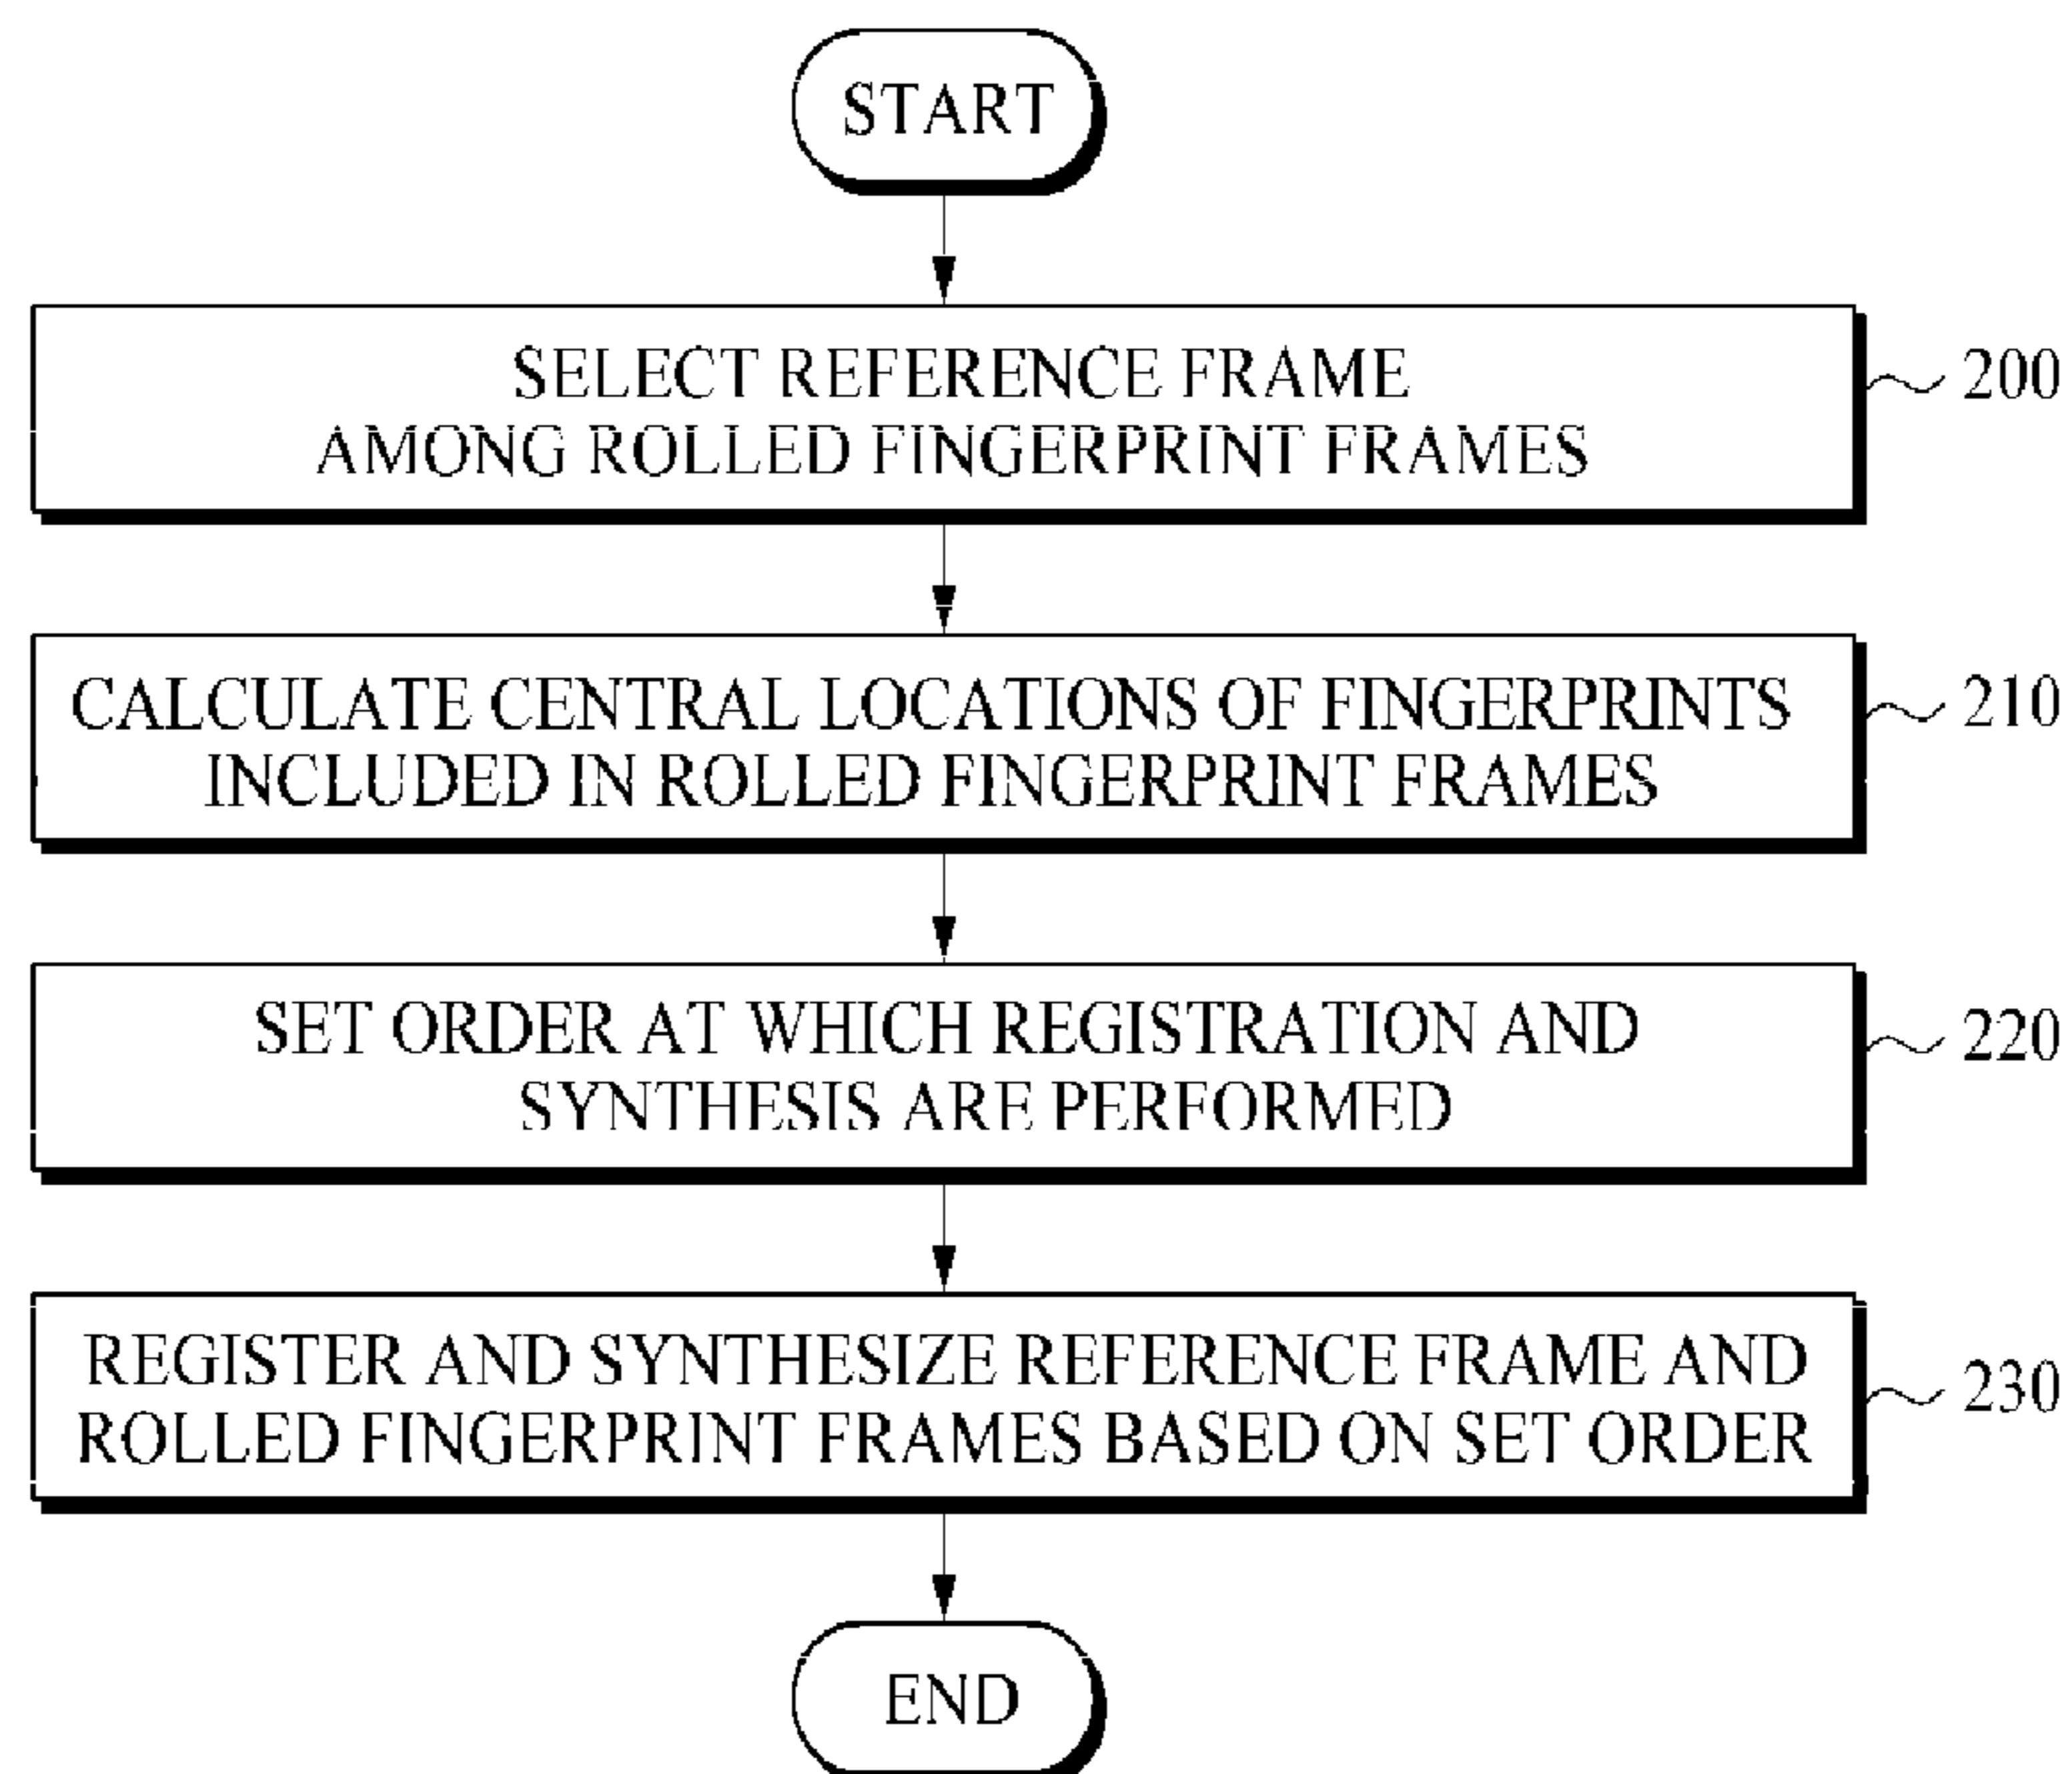 START
SELECT REFERENCE FRAME
AMONG ROLLED FINGERPRINT FRAMES
200
CALCULATE CENTRAL LOCATIONS OF FINGERPRINTS
INCLUDED IN ROLLED FINGERPRINT FRAMES
210
SET ORDER AT WHICH REGISTRATION AND
SYNTHESIS ARE PERFORMED
220
REGISTER AND SYNTHESIZE REFERENCE FRAME AND
ROLLED FINGERPRINT FRAMES BASED ON SET ORDER
230
END